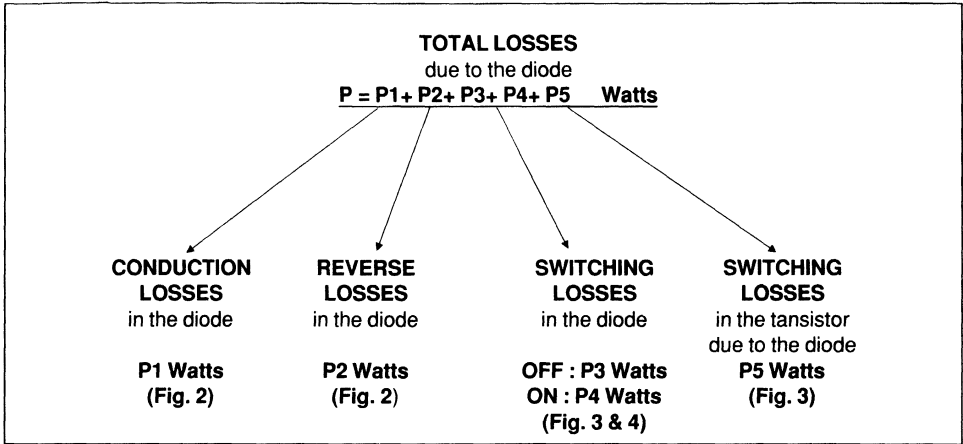 TOTAL LOSSES
due to the diode
P = P1+ P2+ P3+ P4+ P5 Watts
CONDUCTION
LOSSES
in the diode
P1 Watts
(Fig. 2)
REVERSE
LOSSES
in the diode
P2 Watts
(Fig. 2)
SWITCHING
LOSSES
in the diode
OFF : P3 Watts
ON : P4 Watts
(Fig. 3 & 4)
SWITCHING
LOSSES
in the tansistor
due to the diode
P5 Watts
(Fig. 3)